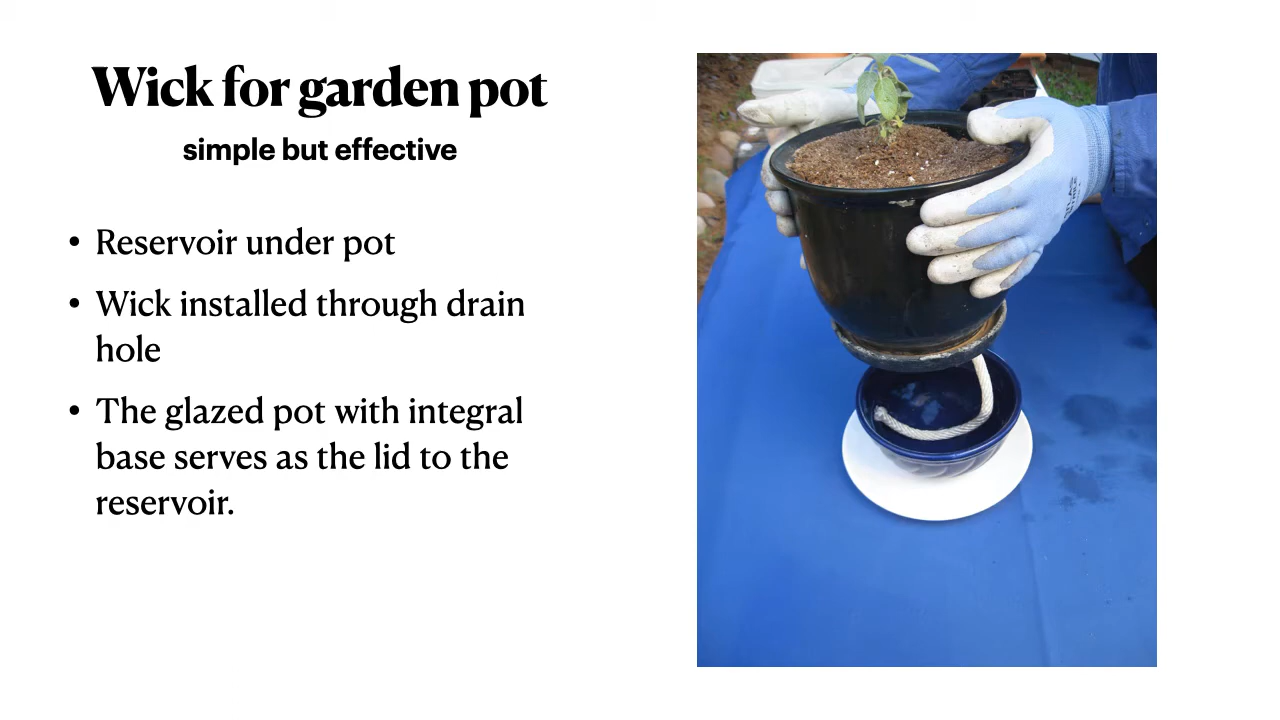 Wick for garden pot
simple but effective
• Reservoir under pot
• Wick installed through drain
hole
• The glazed pot with integral
base serves as the lid to the
reservoir.